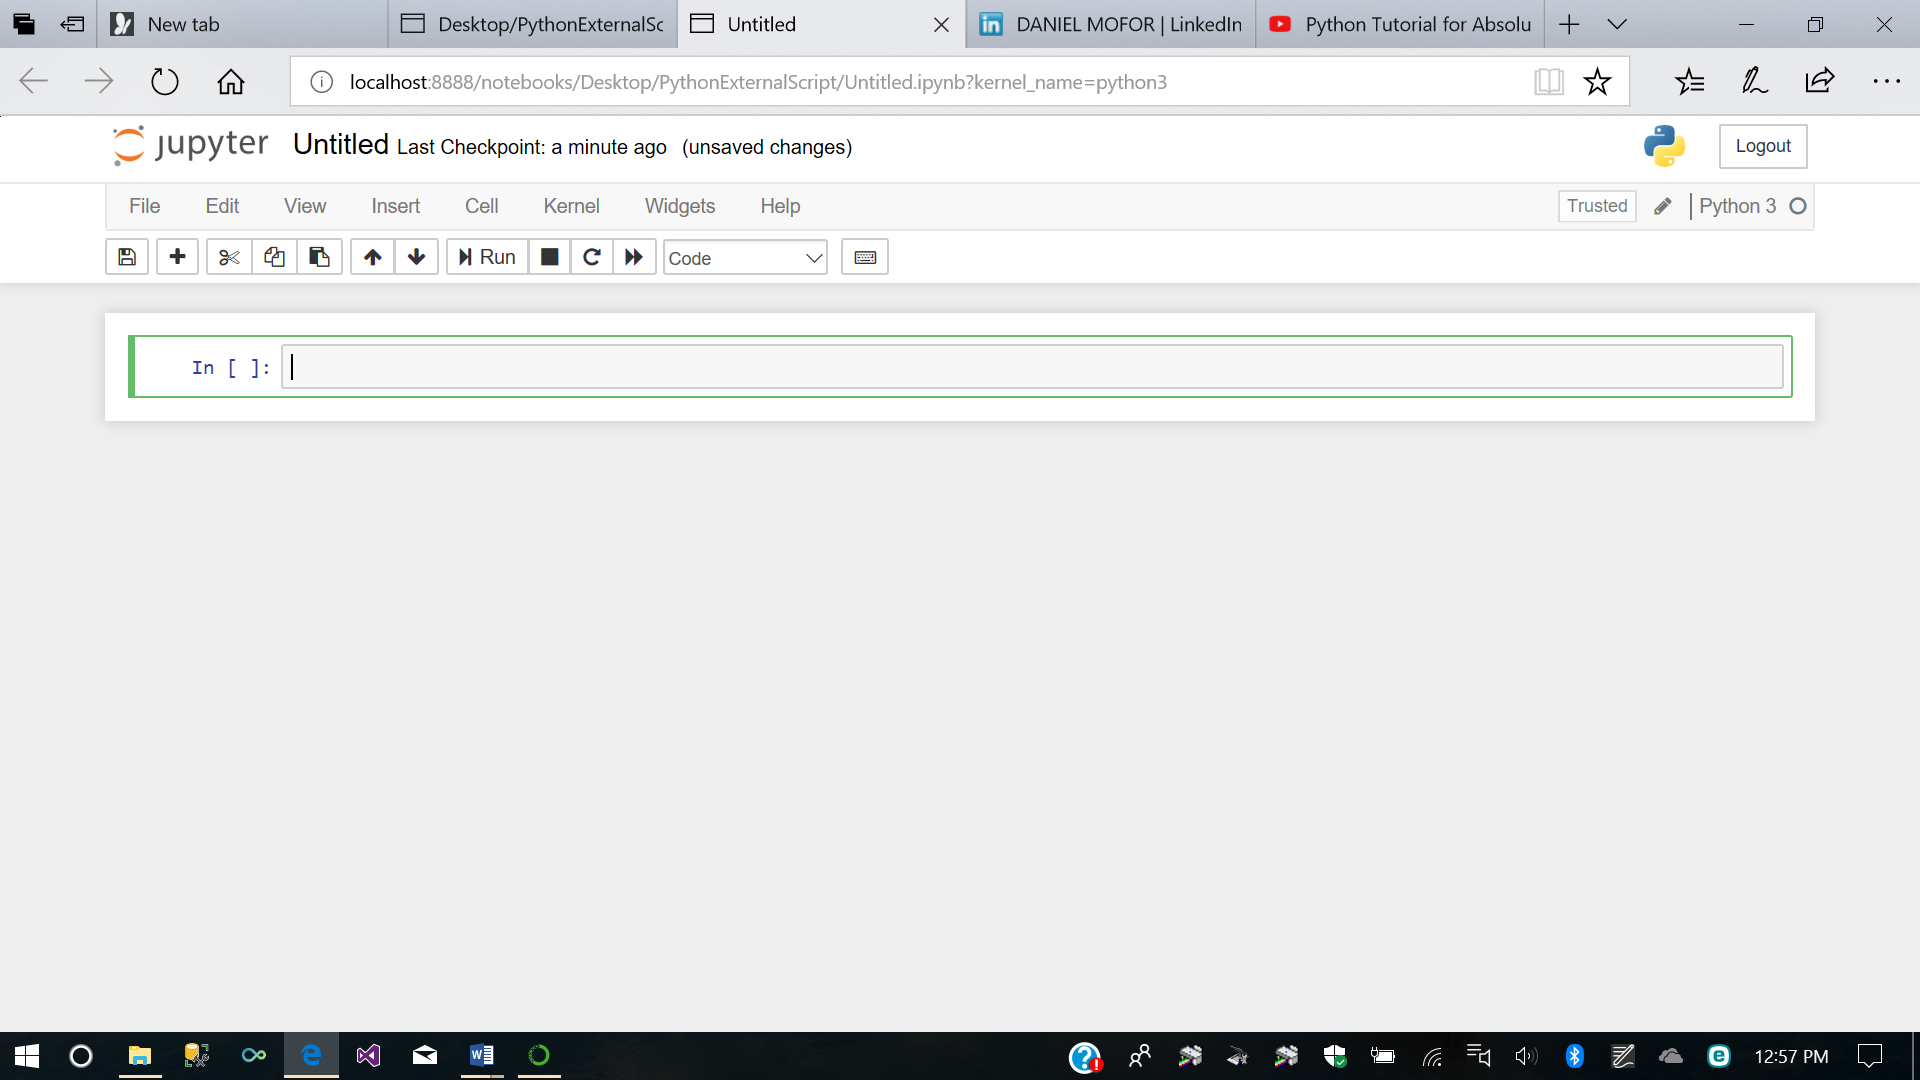 New tab
Desktop/PythonExternalSc
Untitled
DANIEL MOFOR | LinkedIn
Python Tutorial for Absolu
localhost:8888/notebooks/Desktop/PythonExternalScript/Untitled.ipynb?kernel_name=python3
jupyter Untitled Last Checkpoint: a minute ago (unsaved changes)
Logout
File Edit View Insert Cell Kernel Widgets Help
Trusted
Python 3
Run
Code
In [ ]:
12:57 PM